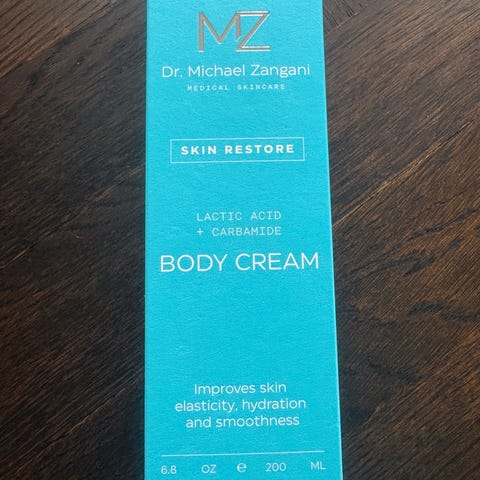 MZ
Dr. Michael Zangani
MEDICAL SKINCARE
SKIN RESTORE
LACTIC ACID
+ CARBAMIDE
BODY CREAM
Improves skin
elasticity, hydration
and smoothness
6.8 OZ ℮ 200 ML